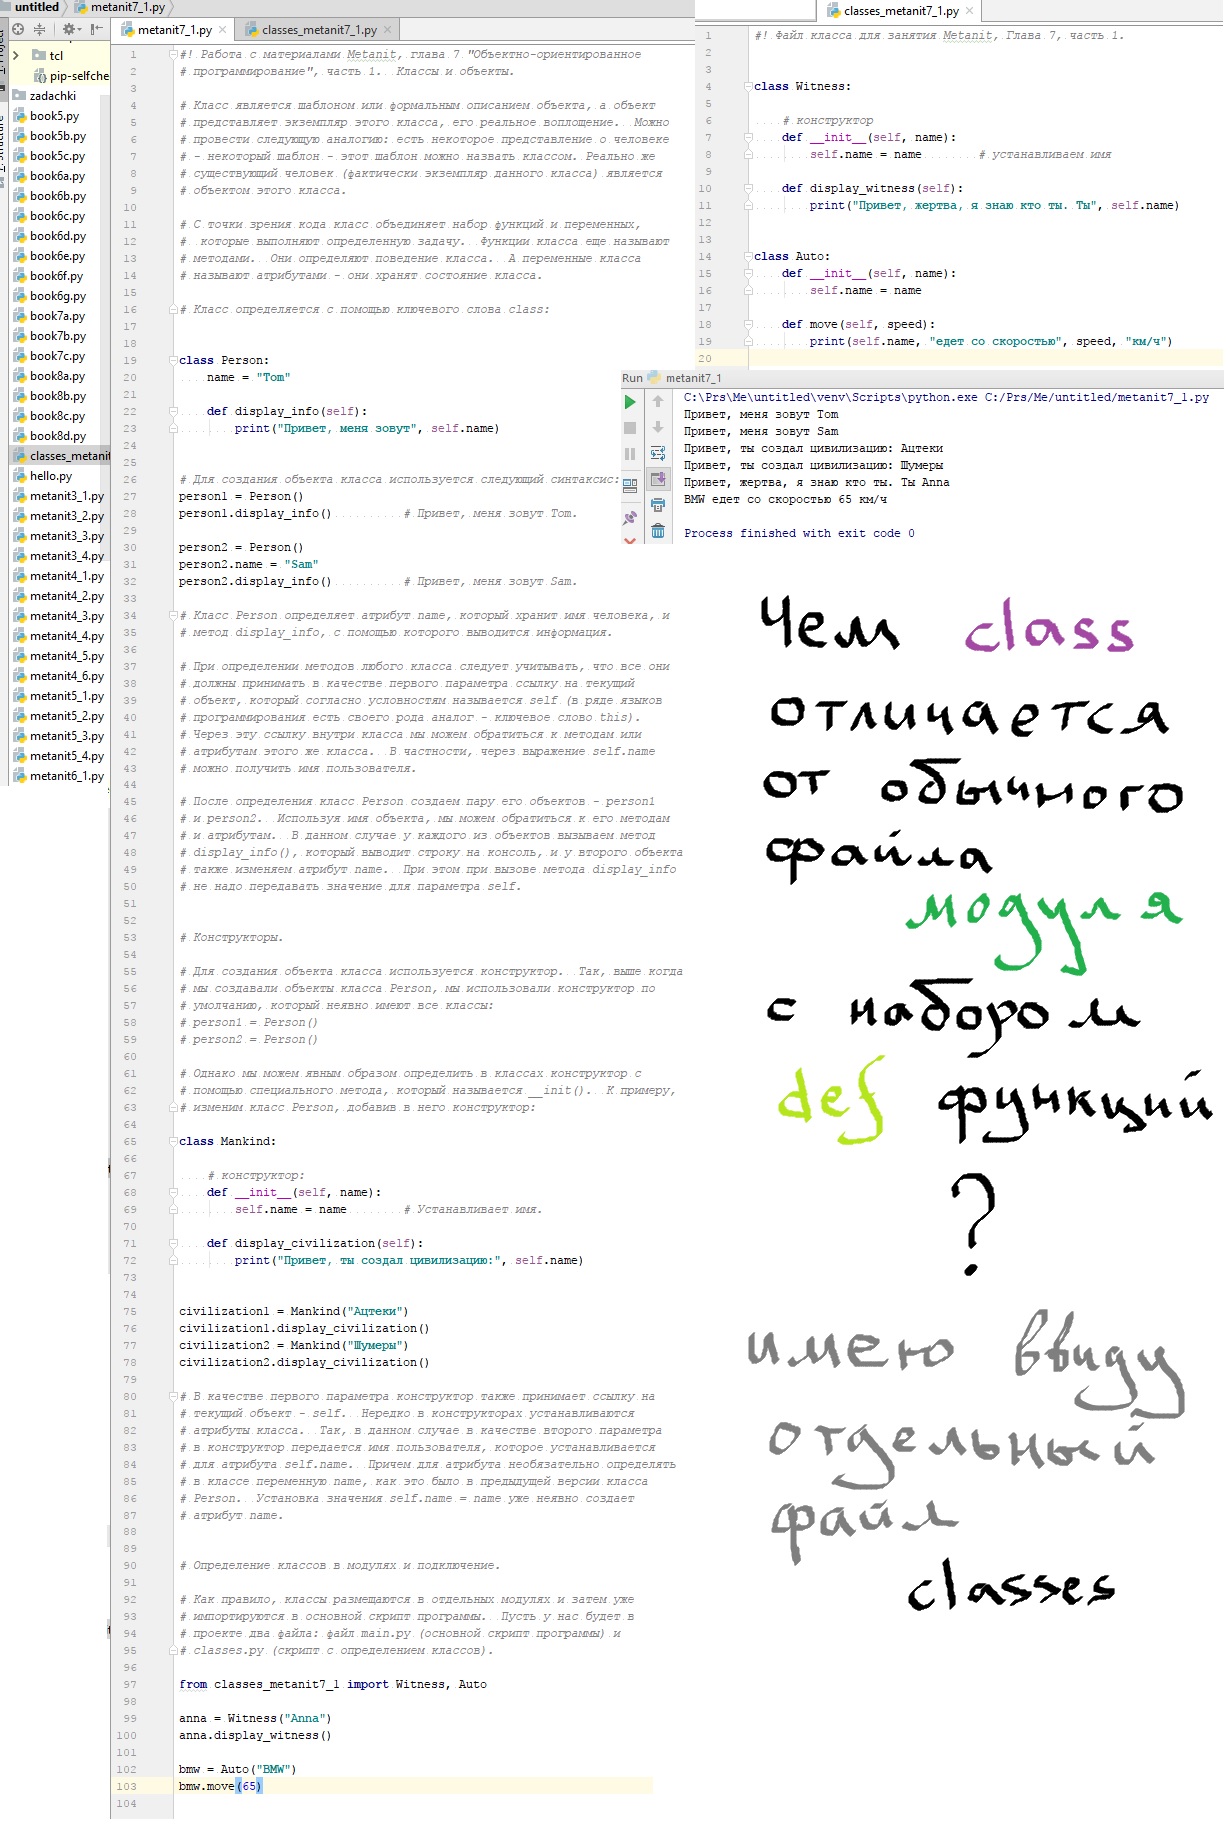 untitled
metanit7_1.py
metanit7_1.py
classes_metanit7_1.py
tcl
pip-selfche
zadachki
book5.py
book5b.py
book5c.py
book6a.py
book6b.py
book6c.py
book6d.py
book6e.py
book6f.py
book6g.py
book7a.py
book7b.py
book7c.py
book8a.py
book8b.py
book8c.py
book8d.py
classes_metanit
hello.py
metanit3_1.py
metanit3_2.py
metanit3_3.py
metanit3_4.py
metanit4_1.py
metanit4_2.py
metanit4_3.py
metanit4_4.py
metanit4_5.py
metanit4_6.py
metanit5_1.py
metanit5_2.py
metanit5_3.py
metanit5_4.py
metanit6_1.py
1 #! Работа с материалами Metanit, глава 7 "Объектно-ориентированное
2 # программирование", часть 1. Классы и объекты.
3
4 # Класс является шаблоном или формальным описанием объекта, а объект
5 # представляет экземпляр этого класса, его реальное воплощение. Можно
6 # провести следующую аналогию: есть некоторое представление о человеке
7 # - некоторый шаблон - этот шаблон можно назвать классом. Реально же
8 # существующий человек (фактически экземпляр данного класса) является
9 # объектом этого класса.
10
11 # С точки зрения кода класс объединяет набор функций и переменных,
12 # которые выполняют определенную задачу. Функции класса еще называют
13 # методами. Они определяют поведение класса. А переменные класса
14 # называют атрибутами - они хранят состояние класса.
15
16 # Класс определяется с помощью ключевого слова class:
17
18
19 class Person:
20 name = "Tom"
21
22 def display_info(self):
23 print("Привет, меня зовут", self.name)
24
25
26 # Для создания объекта класса используется следующий синтаксис:
27 person1 = Person()
28 person1.display_info() # Привет, меня зовут Tom.
29
30 person2 = Person()
31 person2.name = "Sam"
32 person2.display_info() # Привет, меня зовут Sam.
33
34 # Класс Person определяет атрибут name, который хранит имя человека, и
35 # метод display_info, с помощью которого выводится информация.
36
37 # При определении методов любого класса следует учитывать, что все они
38 # должны принимать в качестве первого параметра ссылку на текущий
39 # объект, который согласно условностям называется self (в ряде языков
40 # программирования есть своего рода аналог - ключевое слово this).
41 # Через эту ссылку внутри класса мы можем обратиться к методам или
42 # атрибутам этого же класса. В частности, через выражение self.name
43 # можно получить имя пользователя.
44
45 # После определения класс Person создаем пару его объектов - person1
46 # и person2. Используя имя объекта, мы можем обратиться к его методам
47 # и атрибутам. В данном случае у каждого из объектов вызываем метод
48 # display_info(), который выводит строку на консоль, и у второго объекта
49 # также изменяем атрибут name. При этом при вызове метода display_info
50 # не надо передавать значение для параметра self.
51
52
53 # Конструкторы.
54
55 # Для создания объекта класса используется конструктор. Так, выше когда
56 # мы создавали объекты класса Person, мы использовали конструктор по
57 # умолчанию, который неявно имеют все классы:
58 # person1 = Person()
59 # person2 = Person()
60
61 # Однако мы можем явным образом определить в классах конструктор с
62 # помощью специального метода, который называется __init(). К примеру,
63 # изменим класс Person, добавив в него конструктор:
64
65 class Mankind:
66
67 # конструктор:
68 def __init__(self, name):
69 self.name = name # Устанавливает имя.
70
71 def display_civilization(self):
72 print("Привет, ты создал цивилизацию:", self.name)
73
74
75 civilization1 = Mankind("Ацтеки")
76 civilization1.display_civilization()
77 civilization2 = Mankind("Шумеры")
78 civilization2.display_civilization()
79
80 # В качестве первого параметра конструктор также принимает ссылку на
81 # текущий объект - self. Нередко в конструкторах устанавливаются
82 # атрибуты класса. Так, в данном случае в качестве второго параметра
83 # в конструктор передается имя пользователя, которое устанавливается
84 # для атрибута self.name. Причем для атрибута необязательно определять
85 # в классе переменную name, как это было в предыдущей версии класса
86 # Person. Установка значения self.name = name уже неявно создает
87 # атрибут name.
88
89
90 # Определение классов в модулях и подключение.
91
92 # Как правило, классы размещаются в отдельных модулях и затем уже
93 # импортируются в основной скрипт программы. Пусть у нас будет в
94 # проекте два файла: файл main.py (основной скрипт программы) и
95 # classes.py (скрипт с определением классов).
96
97 from classes_metanit7_1 import Witness, Auto
98
99 anna = Witness("Anna")
100 anna.display_witness()
101
102 bmw = Auto("BMW")
103 bmw.move(65)
104
classes_metanit7_1.py
1 #! Файл класса для занятия Metanit, Глава 7, часть 1.
2
3
4 class Witness:
5
6 # конструктор
7 def __init__(self, name):
8 self.name = name # устанавливаем имя
9
10 def display_witness(self):
11 print("Привет, жертва, я знаю кто ты. Ты", self.name)
12
13
14 class Auto:
15 def __init__(self, name):
16 self.name = name
17
18 def move(self, speed):
19 print(self.name, "едет со скоростью", speed, "км/ч")
20
Run metanit7_1
C:\Prs\Me\untitled\venv\Scripts\python.exe C:/Prs/Me/untitled/metanit7_1.py
Привет, меня зовут Tom
Привет, меня зовут Sam
Привет, ты создал цивилизацию: Ацтеки
Привет, ты создал цивилизацию: Шумеры
Привет, жертва, я знаю кто ты. Ты Anna
BMW едет со скоростью 65 км/ч
Process finished with exit code 0
Чем class
отличается
от обычного
файла
модуля
с набором
def функций
?
имею ввиду
отдельный
файл
classes